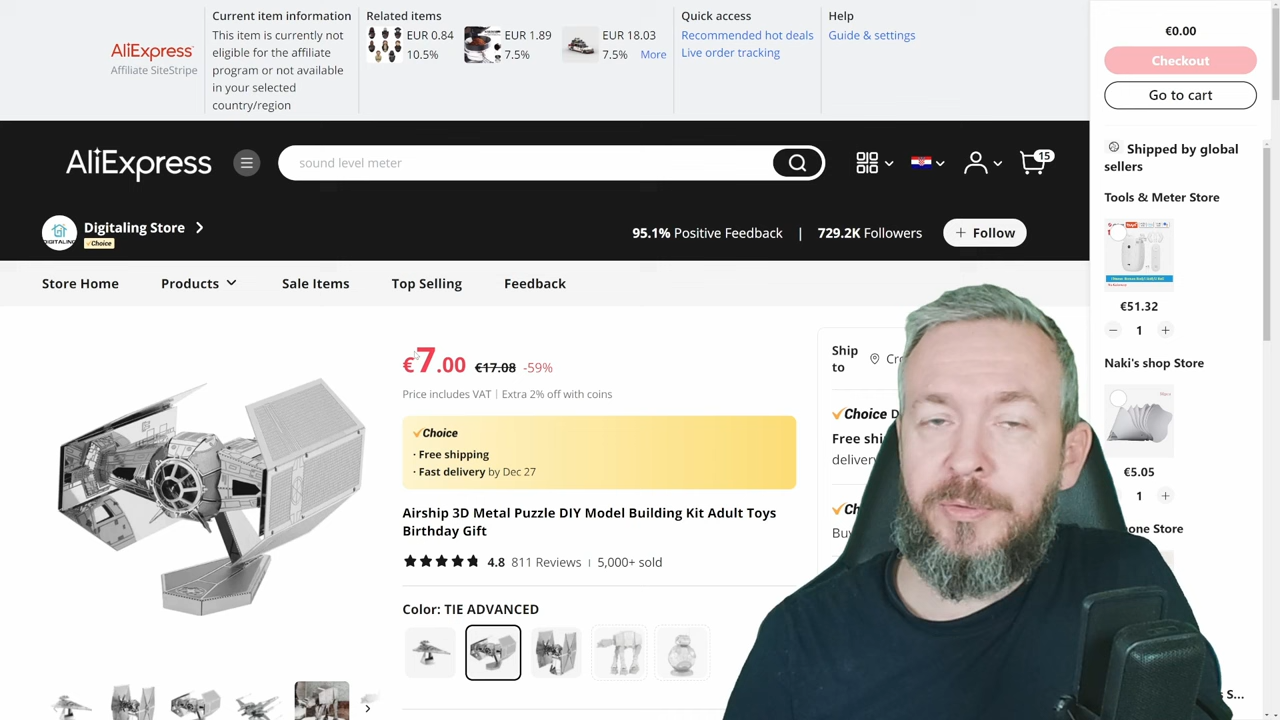 AliExpress
Affiliate SiteStripe
Current item information
This item is currently not
eligible for the affiliate
program or not available
in your selected
country/region
Related items
EUR 0.84
10.5%
EUR 1.89
7.5%
EUR 18.03
7.5%
More
Quick access
Recommended hot deals
Live order tracking
Help
Guide & settings
€0.00
Checkout
Go to cart
AliExpress
sound level meter
15
Digitaling Store
Choice
95.1% Positive Feedback | 729.2K Followers
+ Follow
Store Home
Products
Sale Items
Top Selling
Feedback
€7.00 €17.08 -59%
Price includes VAT | Extra 2% off with coins
Choice
· Free shipping
· Fast delivery by Dec 27
Airship 3D Metal Puzzle DIY Model Building Kit Adult Toys
Birthday Gift
4.8 811 Reviews | 5,000+ sold
Color: TIE ADVANCED
Ship
to
Choice
Free
Shipped by global
sellers
Tools & Meter Store
€51.32
− 1 +
Naki's shop Store
€5.05
1 +
Store